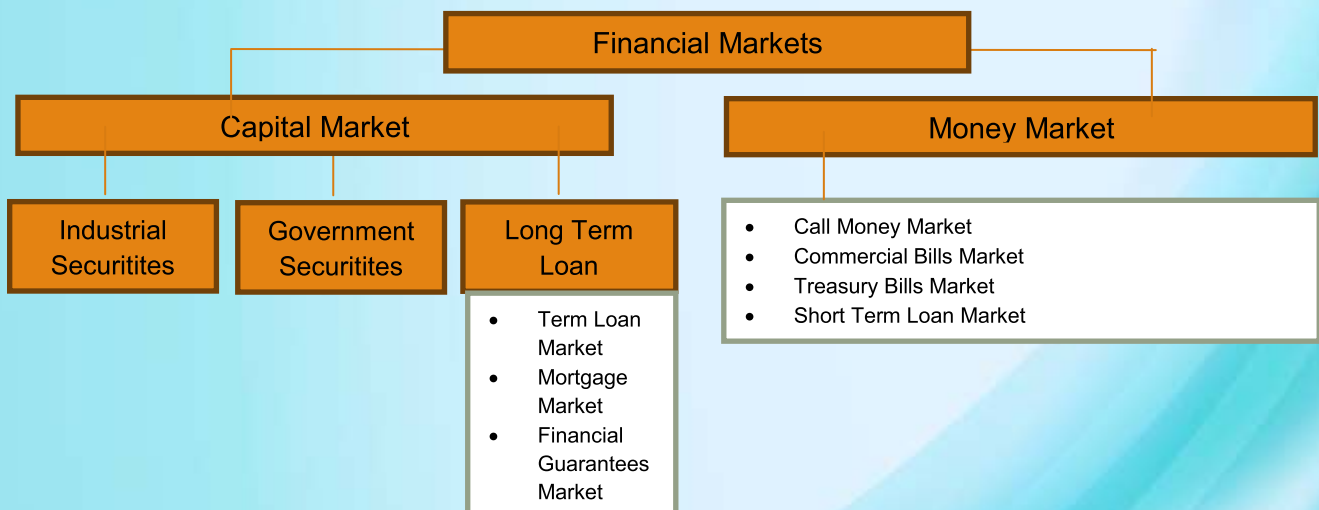 Financial Markets
Capital Market
Money Market
Industrial
Securitites
Government
Securitites
Long Term
Loan
• Term Loan
Market
• Mortgage
Market
• Financial
Guarantees
Market
• Call Money Market
• Commercial Bills Market
• Treasury Bills Market
• Short Term Loan Market